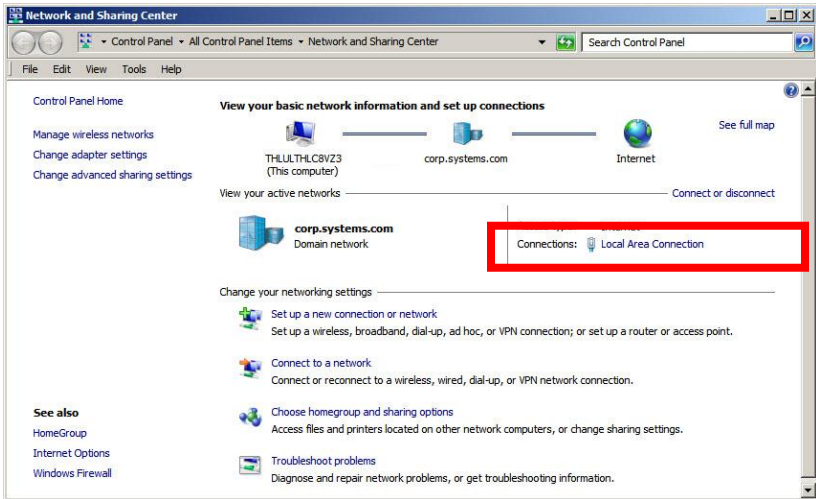 Network and Sharing Center
Control Panel
All Control Panel Items
Network and Sharing Center
Search Control Panel
File Edit View Tools Help
Control Panel Home
Manage wireless networks
Change adapter settings
Change advanced sharing settings
View your basic network information and set up connections
See full map
THLULTHLC8VZ3
(This computer)
corp.systems.com
Internet
View your active networks
Connect or disconnect
corp.systems.com
Domain network
Connections: Local Area Connection
Change your networking settings
Set up a new connection or network
Set up a wireless, broadband, dial-up, ad hoc, or VPN connection; or set up a router or access point.
Connect to a network
Connect or reconnect to a wireless, wired, dial-up, or VPN network connection.
Choose homegroup and sharing options
Access files and printers located on other network computers, or change sharing settings.
Troubleshoot problems
Diagnose and repair network problems, or get troubleshooting information.
See also
HomeGroup
Internet Options
Windows Firewall